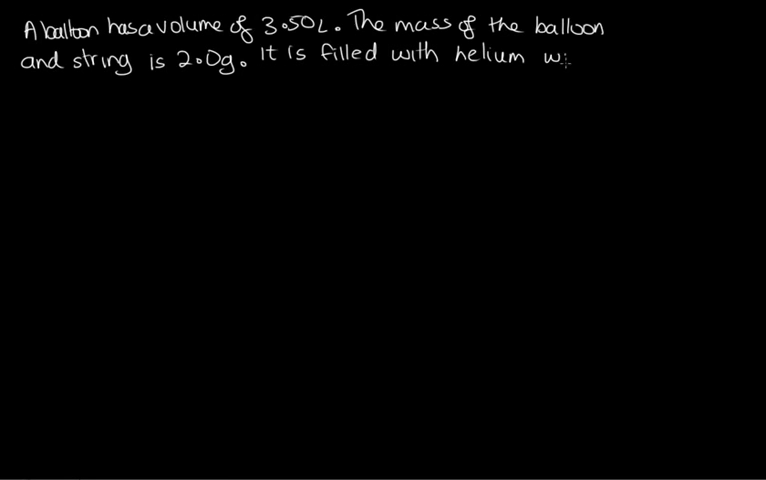 A balloon has a volume of 3.50L. The mass of the balloon
and string is 2.0g. It is filled with helium wi